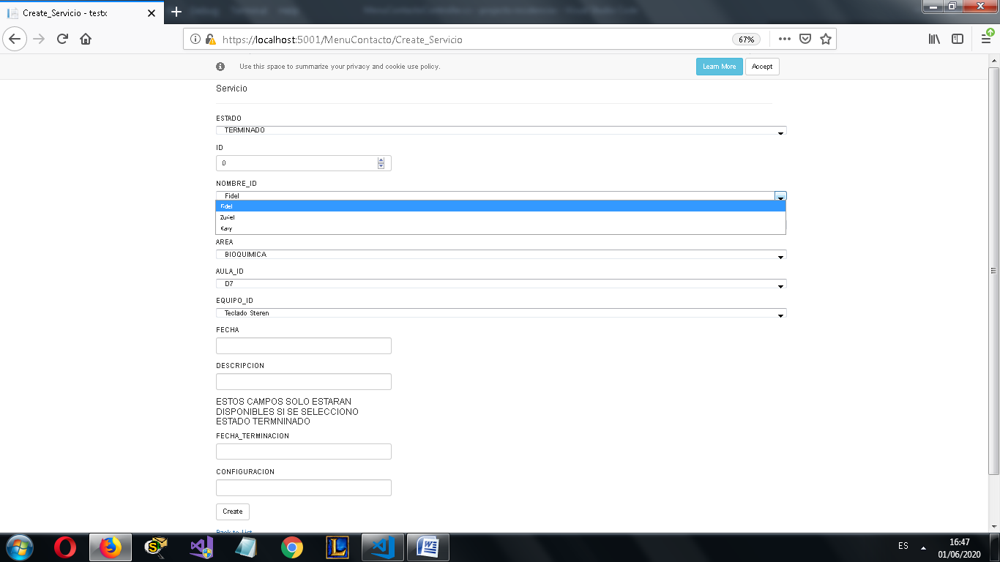 Create_Servicio - testx
https://localhost:5001/MenuContacto/Create_Servicio
67%
Use this space to summarize your privacy and cookie use policy.
Learn More
Accept
Servicio
ESTADO
TERMINADO
ID
0
NOMBRE_ID
Fidel
Fidel
Zuriel
Kary
AREA
BIOQUIMICA
AULA_ID
D7
EQUIPO_ID
Teclado Steren
FECHA
DESCRIPCION
ESTOS CAMPOS SOLO ESTARAN
DISPONIBLES SI SE SELECCIONO
ESTADO TERMNINADO
FECHA_TERMINACION
CONFIGURACION
Create
Back to List
ES
16:47
01/06/2020